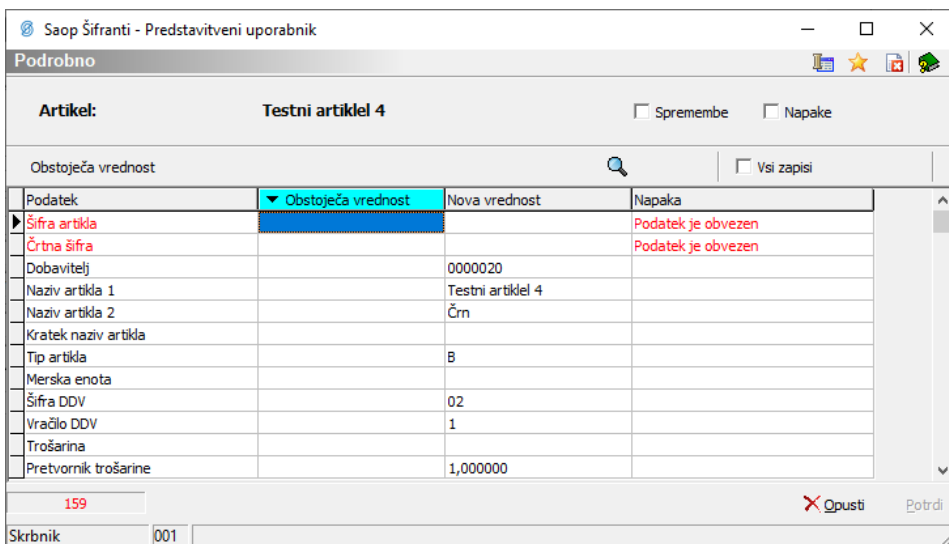 Saop Šifranti - Predstavitveni uporabnik
Podrobno
Artikel: Testni artiklel 4 Spremembe Napake
Obstoječa vrednost Vsi zapisi
Podatek Obstoječa vrednost Nova vrednost Napaka
Šifra artikla Podatek je obvezen
Črtna šifra Podatek je obvezen
Dobavitelj 0000020
Naziv artikla 1 Testni artiklel 4
Naziv artikla 2 Črn
Kratek naziv artikla
Tip artikla B
Merska enota
Šifra DDV 02
Vračilo DDV 1
Trošarina
Pretvornik trošarine 1,000000
159 Opusti Potrdi
Skrbnik 001